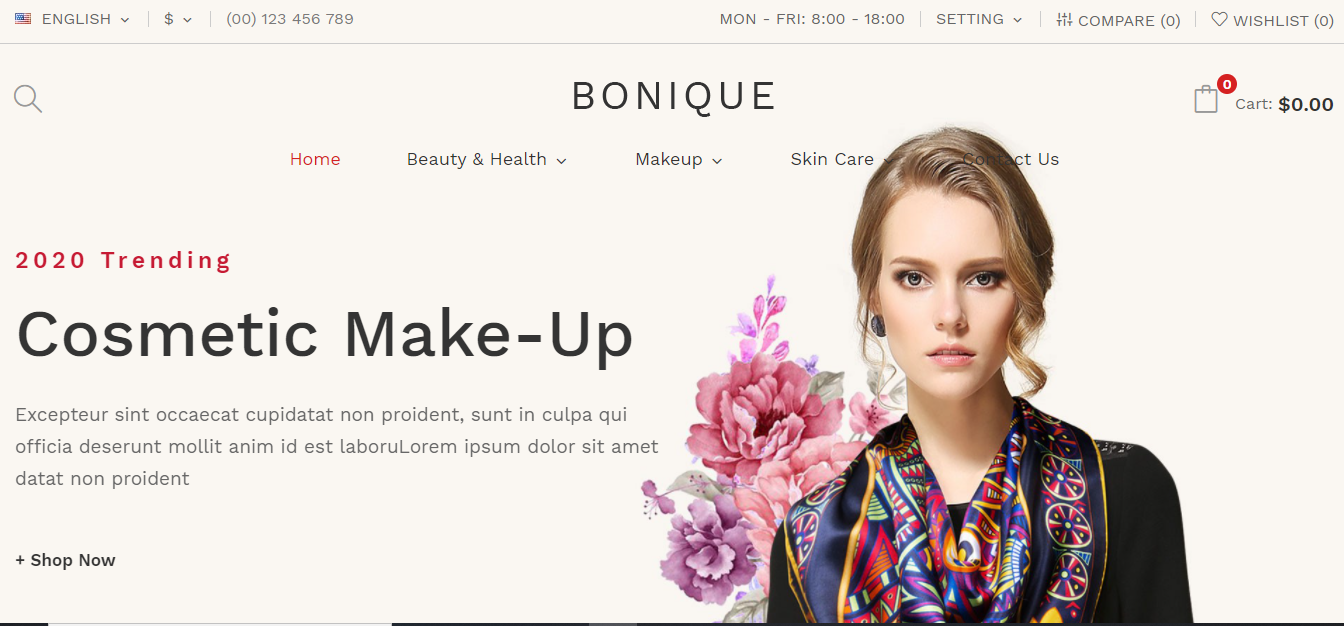 ENGLISH $ (00) 123 456 789 MON - FRI: 8:00 - 18:00 SETTING COMPARE (0) WISHLIST (0)
BONIQUE
0
Cart: $0.00
Home Beauty & Health Makeup Skin Care Contact Us
2020 Trending
Cosmetic Make-Up
Excepteur sint occaecat cupidatat non proident, sunt in culpa qui
officia deserunt mollit anim id est laboruLorem ipsum dolor sit amet
datat non proident
+ Shop Now